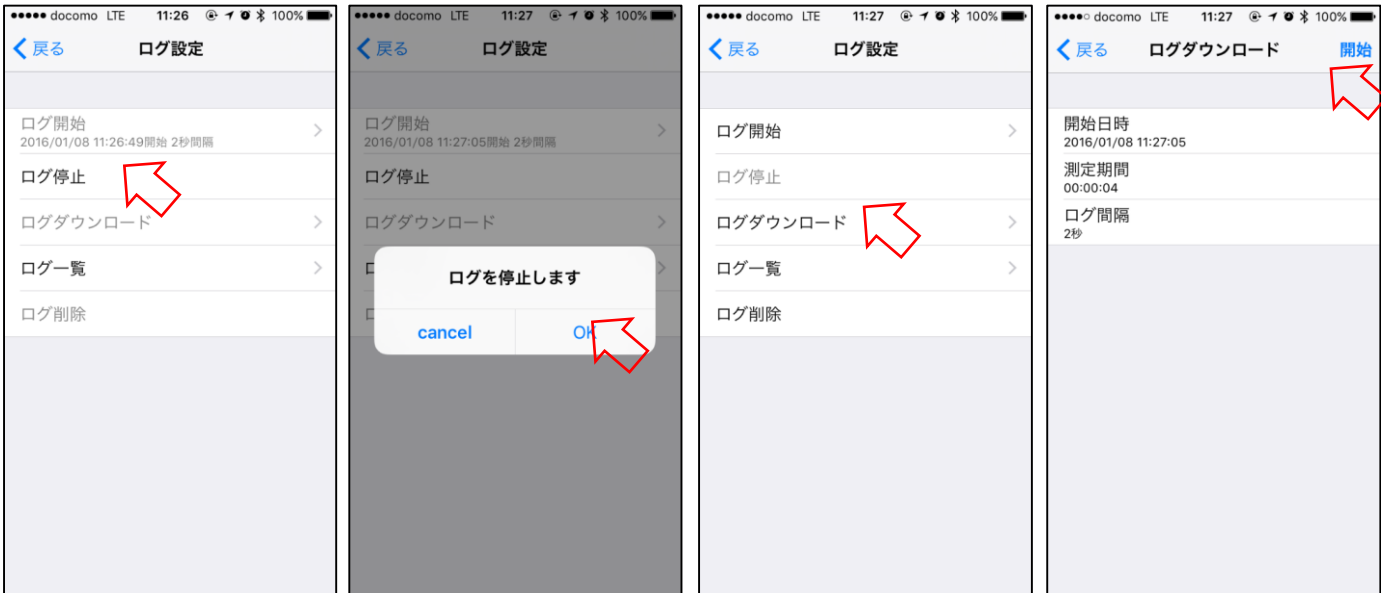 ●●●●● docomo LTE 11:26 100%
戻る ログ設定
ログ開始
2016/01/08 11:26:49開始 2秒間隔
ログ停止
ログダウンロード
ログ一覧
ログ削除
●●●●● docomo LTE 11:27 100%
戻る ログ設定
ログ開始
2016/01/08 11:27:05開始 2秒間隔
ログ停止
ログダウンロード
ロ
ログを停止します
ロ
cancel OK
●●●●● docomo LTE 11:27 100%
戻る ログ設定
ログ開始
ログ停止
ログダウンロード
ログ一覧
ログ削除
●●●●○ docomo LTE 11:27 100%
戻る ログダウンロード 開始
開始日時
2016/01/08 11:27:05
測定期間
00:00:04
ログ間隔
2秒